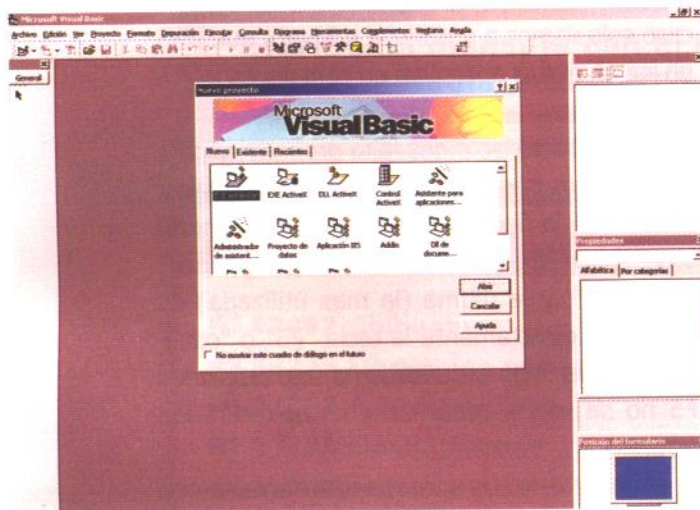 Microsoft Visual Basic
Archivo Edición Ver Proyecto Formato Depuración Ejecutar Consulta Diagrama Herramientas Complementos Ventana Ayuda
General
Nuevo proyecto
Microsoft
Visual Basic
Nuevo Existente Recientes
EXE ActiveX DLL ActiveX Control ActiveX Asistente para aplicaciones...
Administrador de asistent... Proyecto de datos Aplicación IIS Addin Dll de docume...
Abrir
Cancelar
Ayuda
No mostrar este cuadro de diálogo en el futuro
Propiedades
Alfabética Por categorías
Posición del formulario